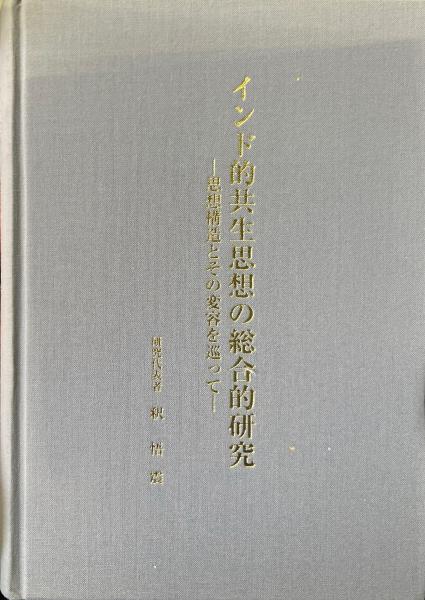 インド的共生思想の総合的研究
―思想構造とその変容を巡って―
研究代表者 釈悟震